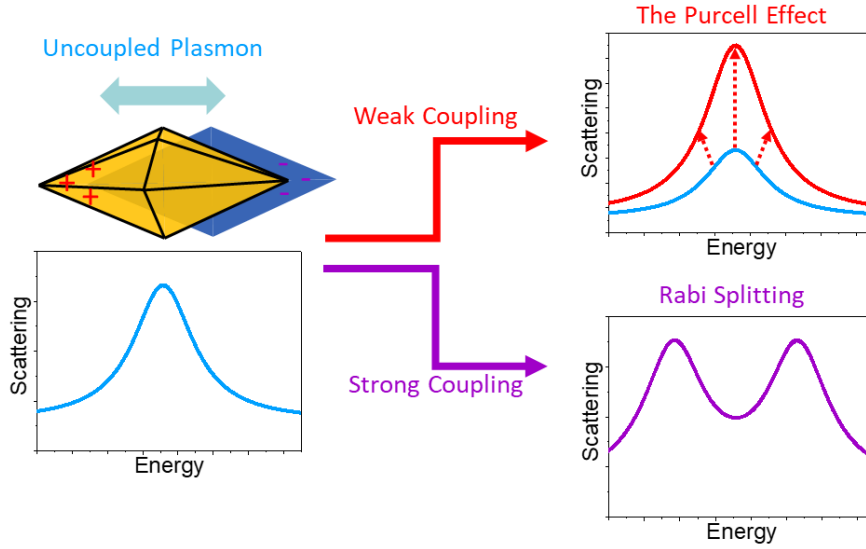 The Purcell Effect
Uncoupled Plasmon
Weak Coupling
Scattering
+
+
+
-
-
-
Energy
Scattering
Energy
Rabi Splitting
Strong Coupling
Scattering
Energy